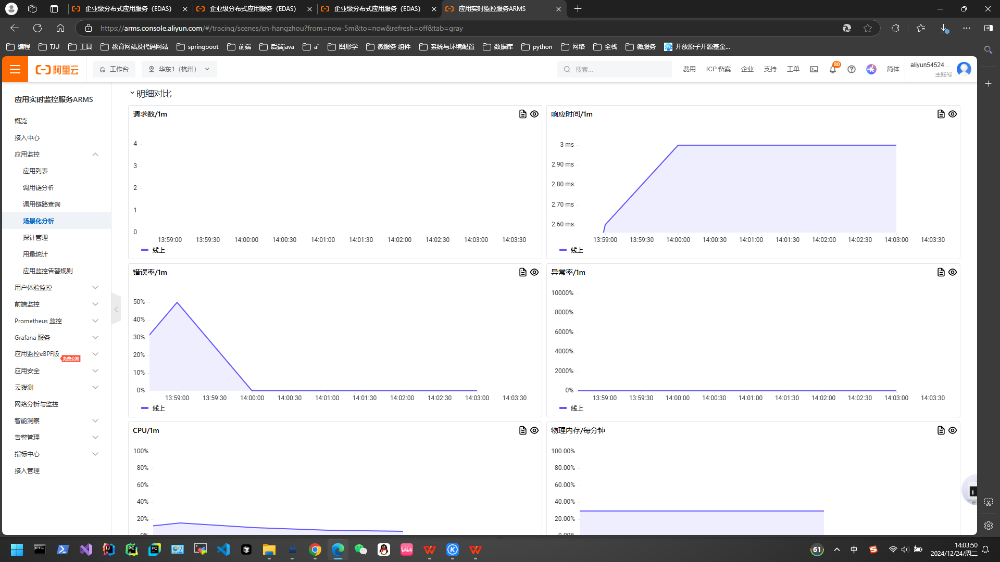 企业级分布式应用服务（EDAS）
企业级分布式应用服务（EDAS）
企业级分布式应用服务（EDAS）
应用实时监控服务ARMS
https://arms.console.aliyun.com/#/tracing/scenes/cn-hangzhou?from=now-5m&to=now&refresh=off&tab=gray
编程 TJU 工具 教育网站及代码网站 springboot 前端 后端java ai 图形学 微服务 组件 系统与环境配置 数据库 python 网络 全栈 微服务 开放原子开源基金...
阿里云 工作台 华东1（杭州） 搜索... 费用 ICP 备案 企业 支持 工单 80 简体 aliyun54524...
主账号
应用实时监控服务ARMS
概览
接入中心
应用监控
应用列表
调用链分析
调用链路查询
场景化分析
探针管理
用量统计
应用监控告警规则
用户体验监控
前端监控
Prometheus 监控
Grafana 服务
应用监控eBPF版
免费公测
应用安全
云拨测
网络分析与监控
智能洞察
告警管理
指标中心
接入管理
明细对比
请求数/1m
4
3
2
1
0
13:59:00 13:59:30 14:00:00 14:00:30 14:01:00 14:01:30 14:02:00 14:02:30 14:03:00 14:03:30
线上
响应时间/1m
3 ms
2.90 ms
2.80 ms
2.70 ms
2.60 ms
13:59:00 13:59:30 14:00:00 14:00:30 14:01:00 14:01:30 14:02:00 14:02:30 14:03:00 14:03:30
线上
错误率/1m
50%
40%
30%
20%
10%
0%
13:59:00 13:59:30 14:00:00 14:00:30 14:01:00 14:01:30 14:02:00 14:02:30 14:03:00 14:03:30
线上
异常率/1m
10000%
8000%
6000%
4000%
2000%
0%
13:59:00 13:59:30 14:00:00 14:00:30 14:01:00 14:01:30 14:02:00 14:02:30 14:03:00 14:03:30
线上
CPU/1m
100%
80%
60%
40%
20%
0%
物理内存/每分钟
100.00%
80.00%
60.00%
40.00%
20.00%
0.00%
61 中
14:03:50
2024/12/24/周二